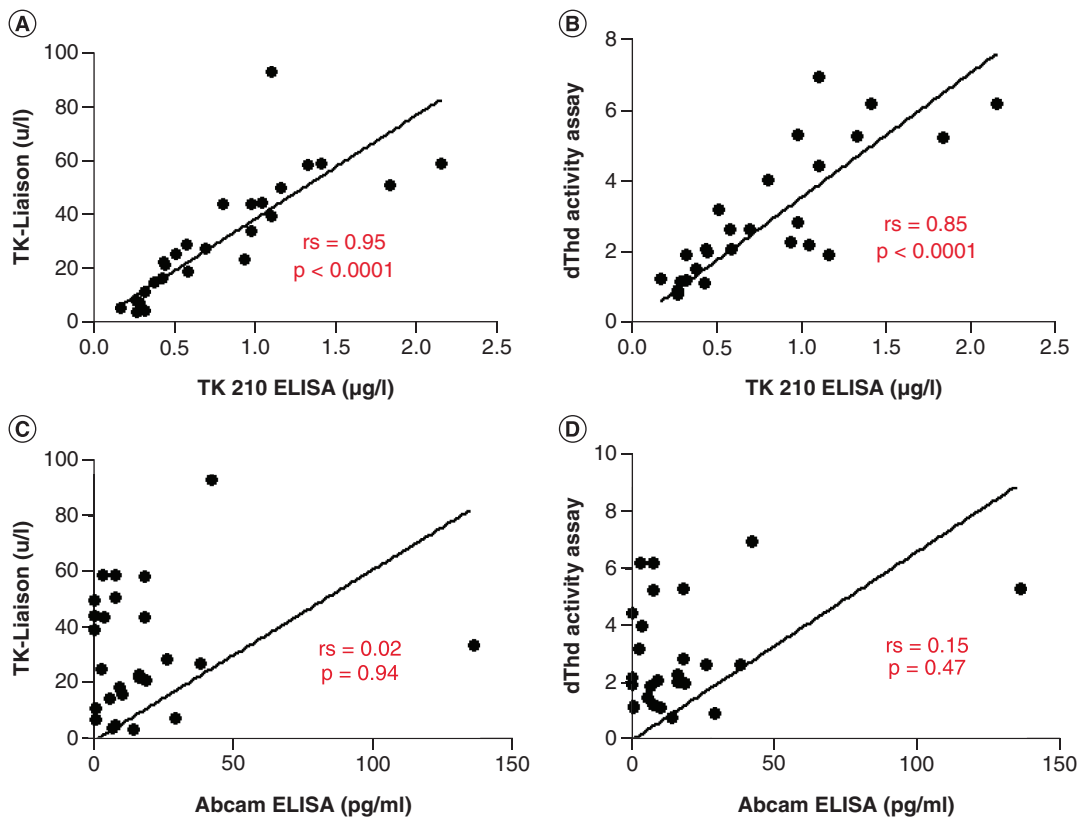 A
100
80
60
40
20
0
TK-Liaison (u/l)
rs = 0.95
p < 0.0001
0.0 0.5 1.0 1.5 2.0 2.5
TK 210 ELISA (µg/l)
B
8
6
4
2
0
dThd activity assay
rs = 0.85
p < 0.0001
0.0 0.5 1.0 1.5 2.0 2.5
TK 210 ELISA (µg/l)
C
100
80
60
40
20
0
TK-Liaison (u/l)
rs = 0.02
p = 0.94
0 50 100 150
Abcam ELISA (pg/ml)
D
10
8
6
4
2
0
dThd activity assay
rs = 0.15
p = 0.47
0 50 100 150
Abcam ELISA (pg/ml)